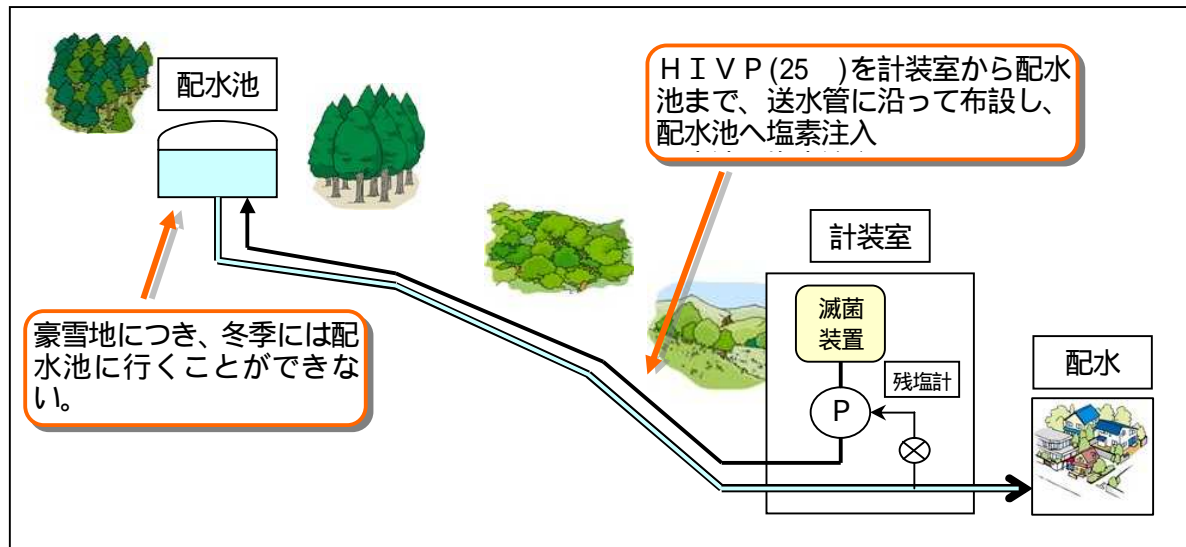 配水池
ＨＩＶＰ(25　)を計装室から配水
池まで、送水管に沿って布設し、
配水池へ塩素注入
計装室
滅菌
装置
残塩計
P
配水
豪雪地につき、冬季には配
水池に行くことができな
い。